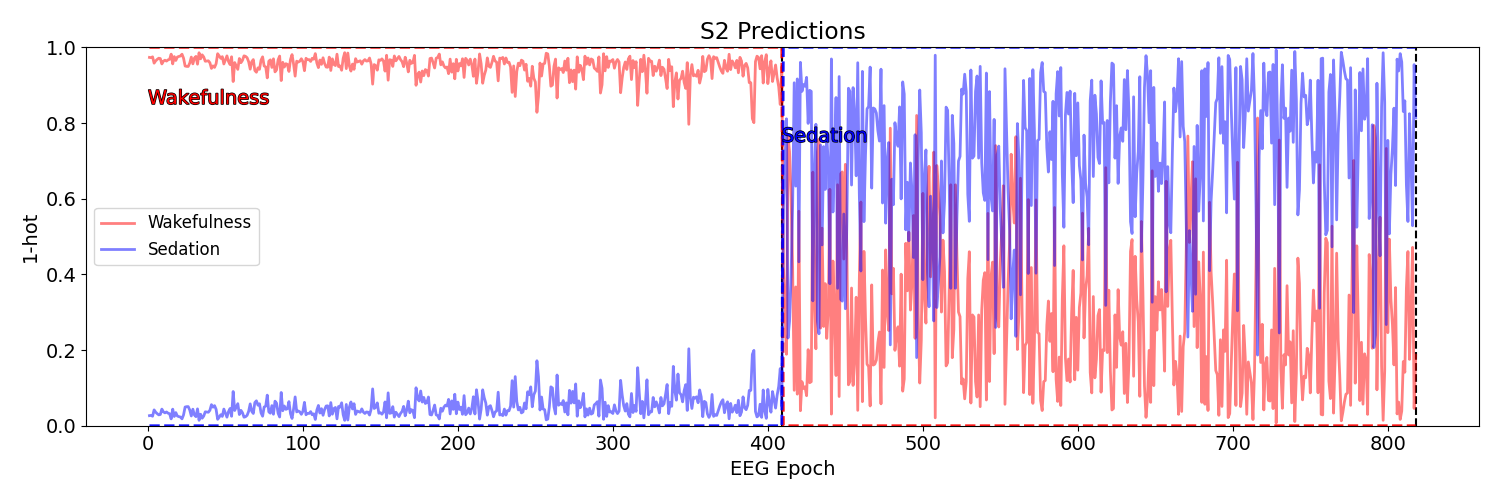 S2 Predictions
1.0
0.8
0.6
0.4
0.2
0.0
1-hot
Wakefulness
Sedation
Wakefulness
Sedation
0 100 200 300 400 500 600 700 800
EEG Epoch